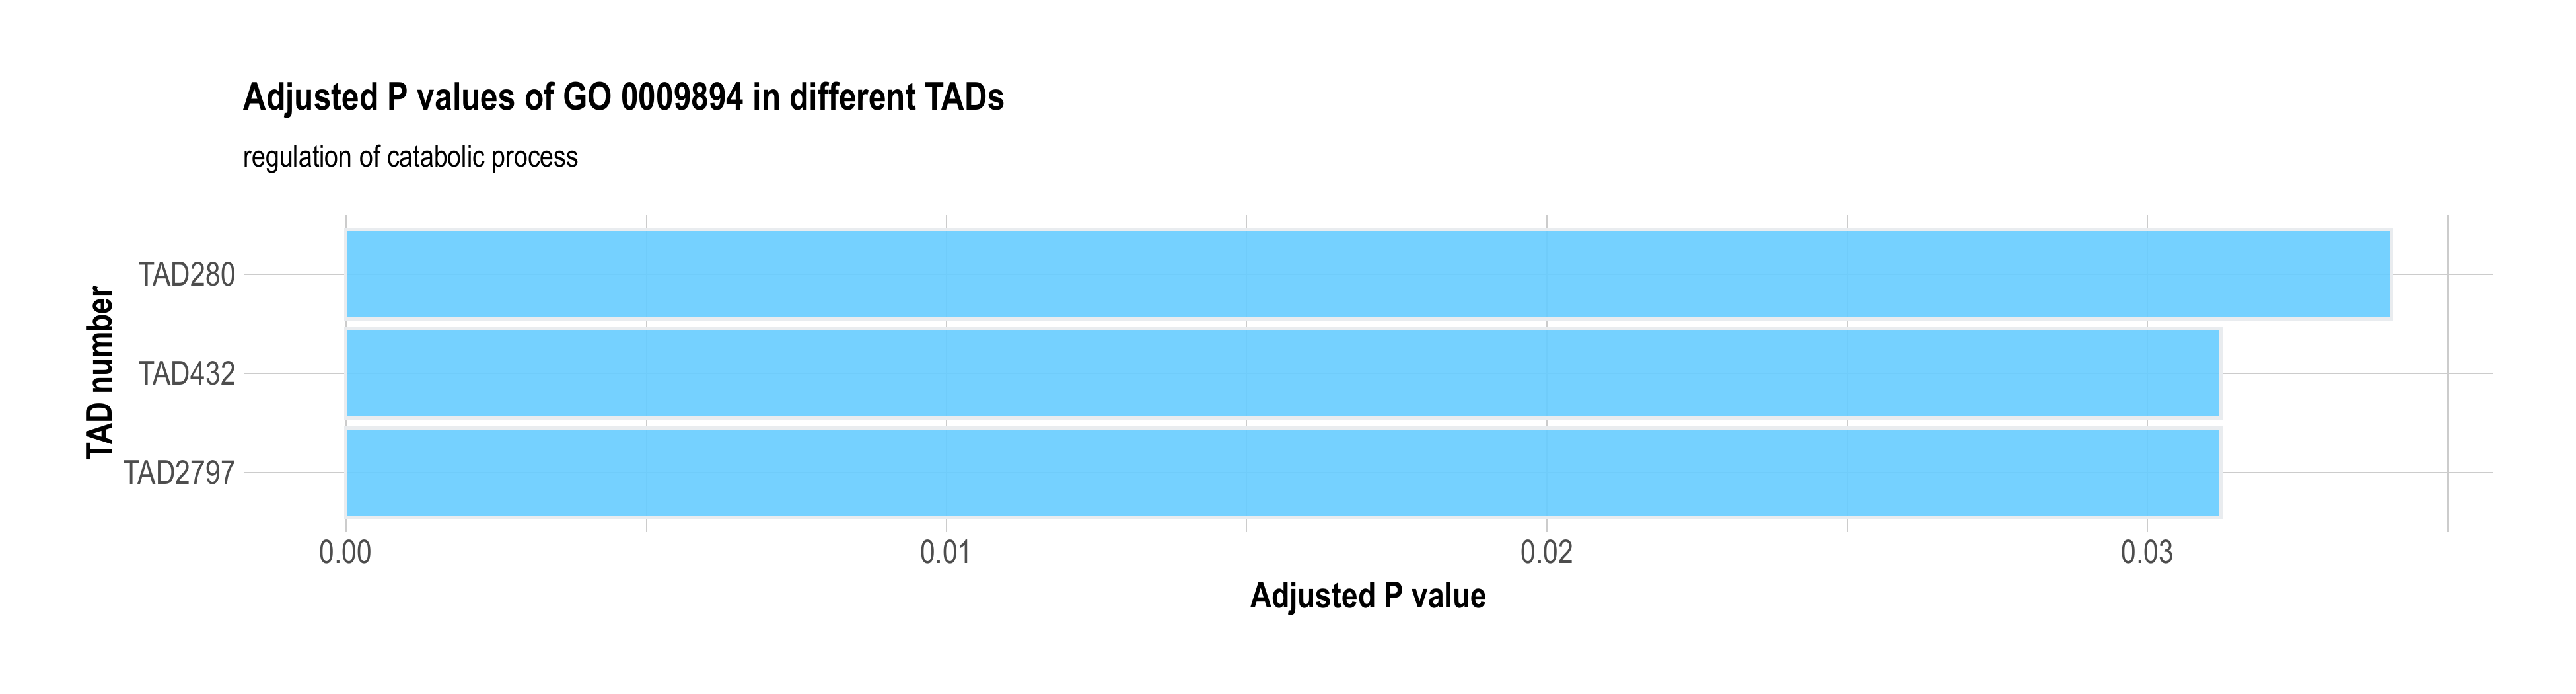 Adjusted P values of GO 0009894 in different TADs
regulation of catabolic process
TAD number
TAD280
TAD432
TAD2797
0.00 0.01 0.02 0.03
Adjusted P value